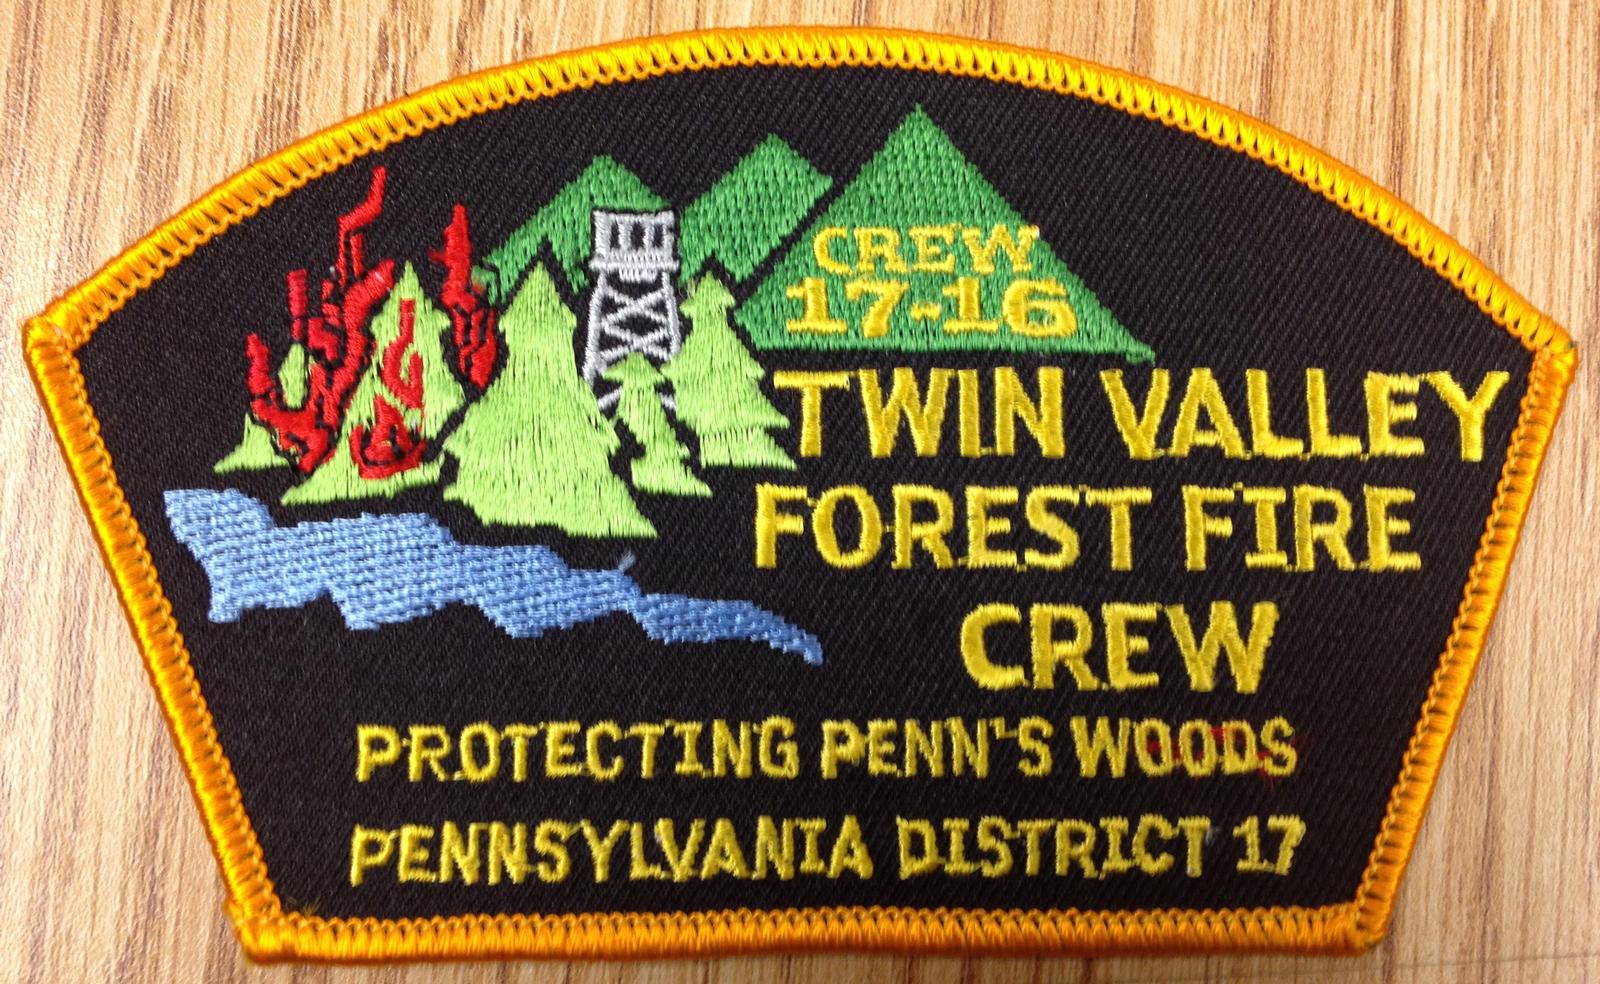 CREW
17-16
TWIN VALLEY
FOREST FIRE
CREW
PROTECTING PENN'S WOODS
PENNSYLVANIA DISTRICT 17